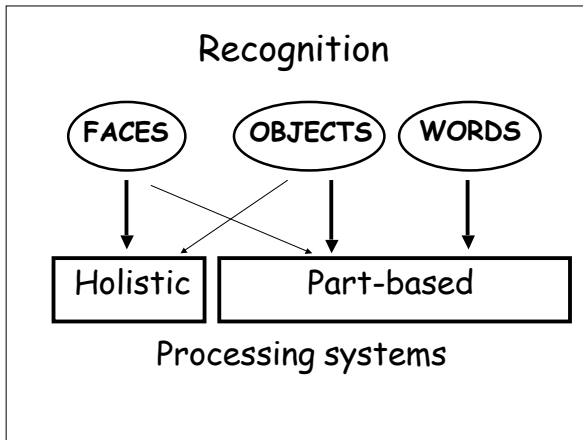 Recognition
FACES OBJECTS WORDS
Holistic Part-based
Processing systems